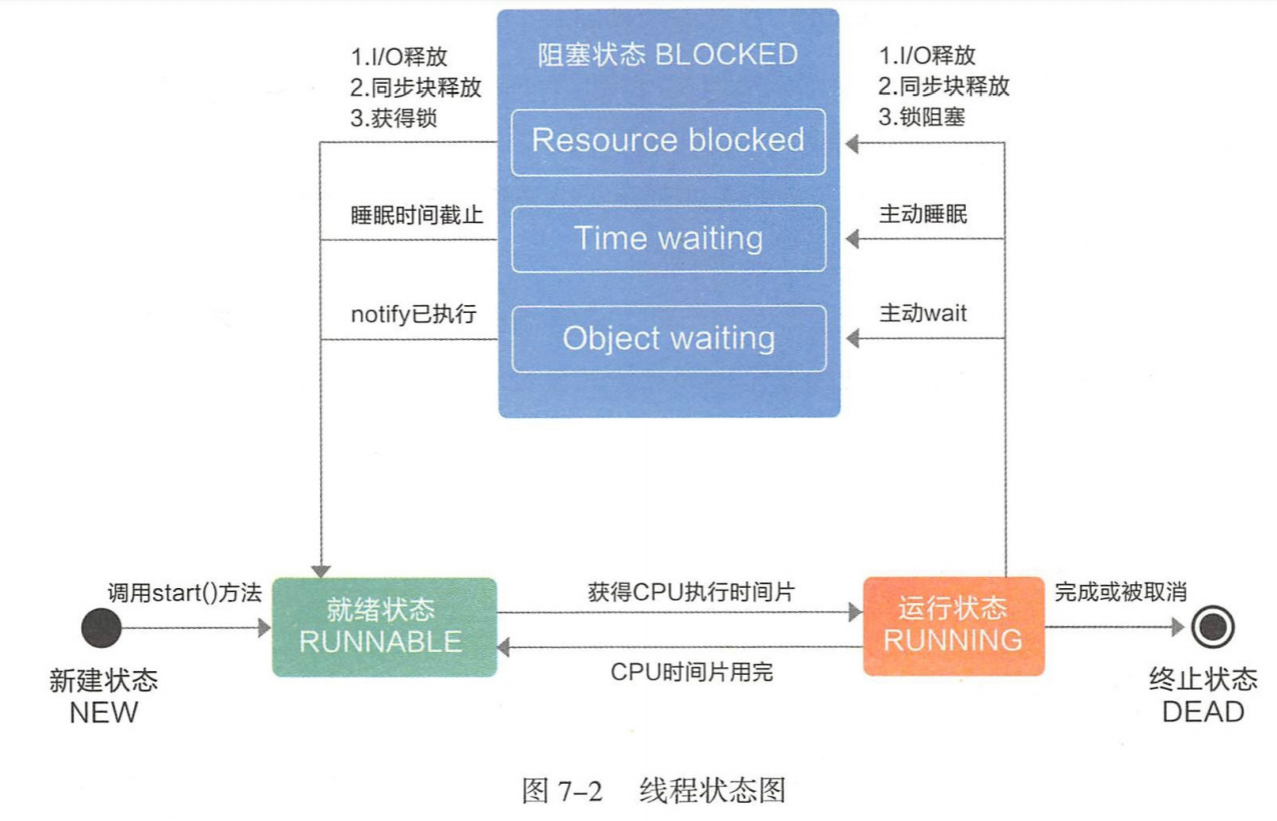 阻塞状态 BLOCKED
1.I/O释放
2.同步块释放
3.获得锁
Resource blocked
1.I/O释放
2.同步块释放
3.锁阻塞
睡眠时间截止
Time waiting
主动睡眠
notify已执行
Object waiting
主动wait
调用start()方法
新建状态
NEW
就绪状态
RUNNABLE
获得CPU执行时间片
CPU时间片用完
运行状态
RUNNING
完成或被取消
终止状态
DEAD
图 7-2 线程状态图